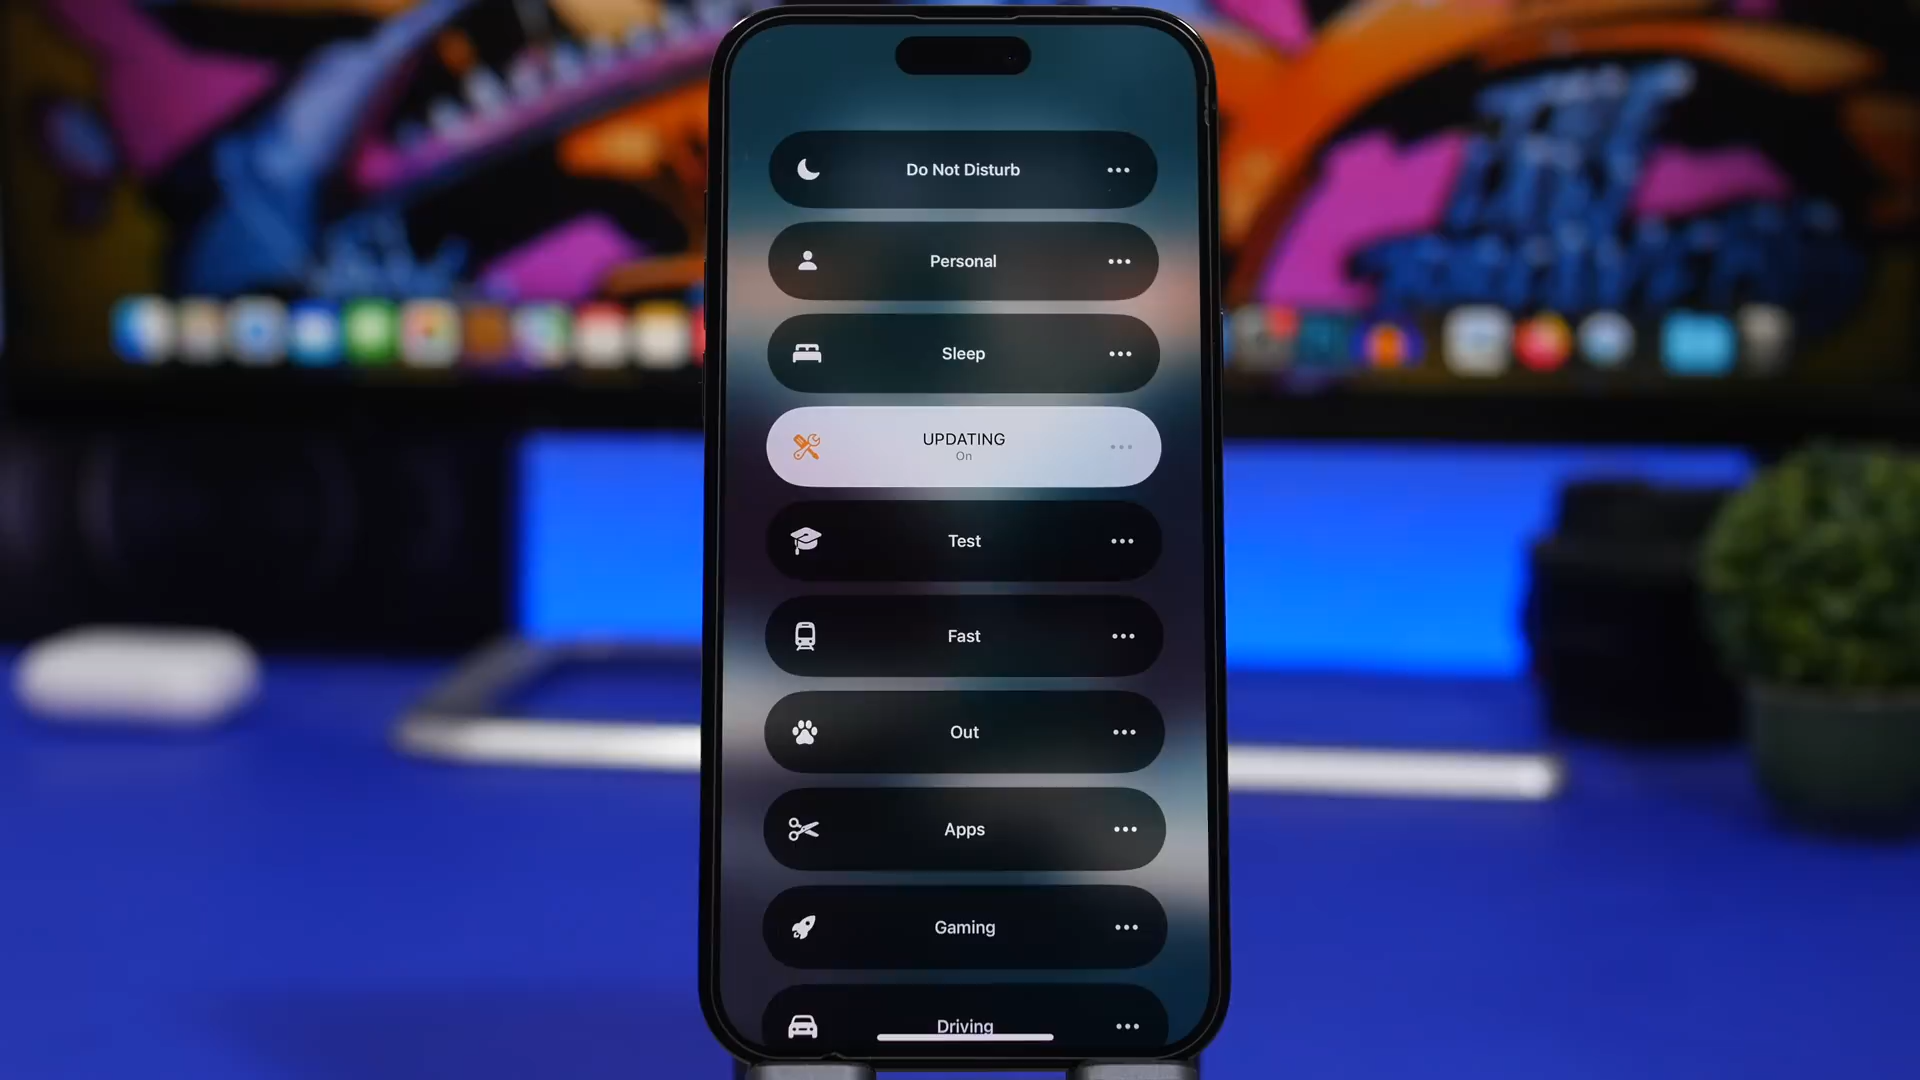 Do Not Disturb
Personal
Sleep
UPDATING
On
Test
Fast
Out
Apps
Gaming
Driving